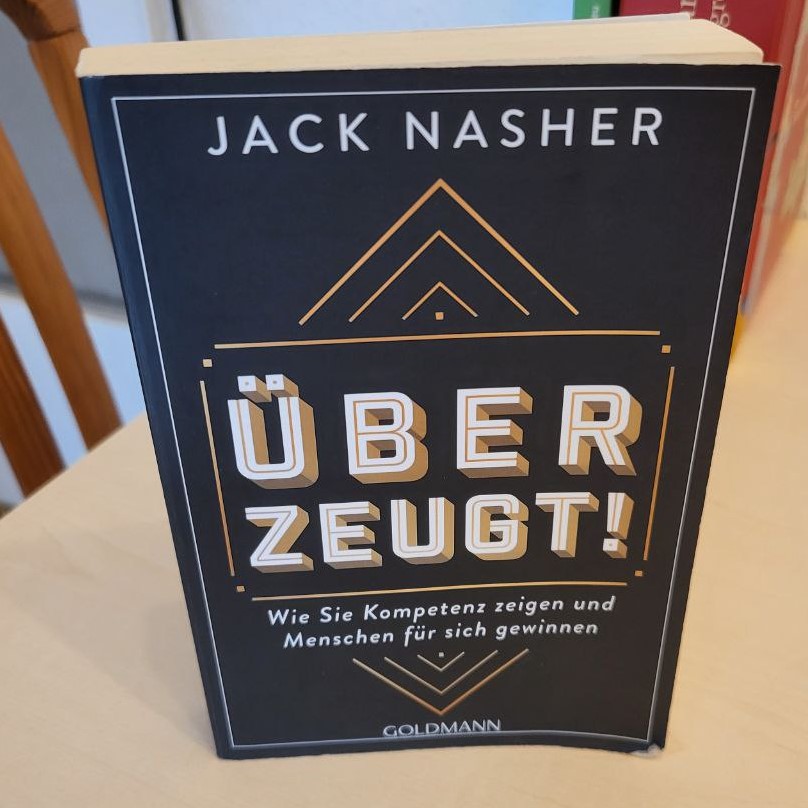 JACK NASHER
ÜBER
ZEUGT!
Wie Sie Kompetenz zeigen und
Menschen für sich gewinnen
GOLDMANN